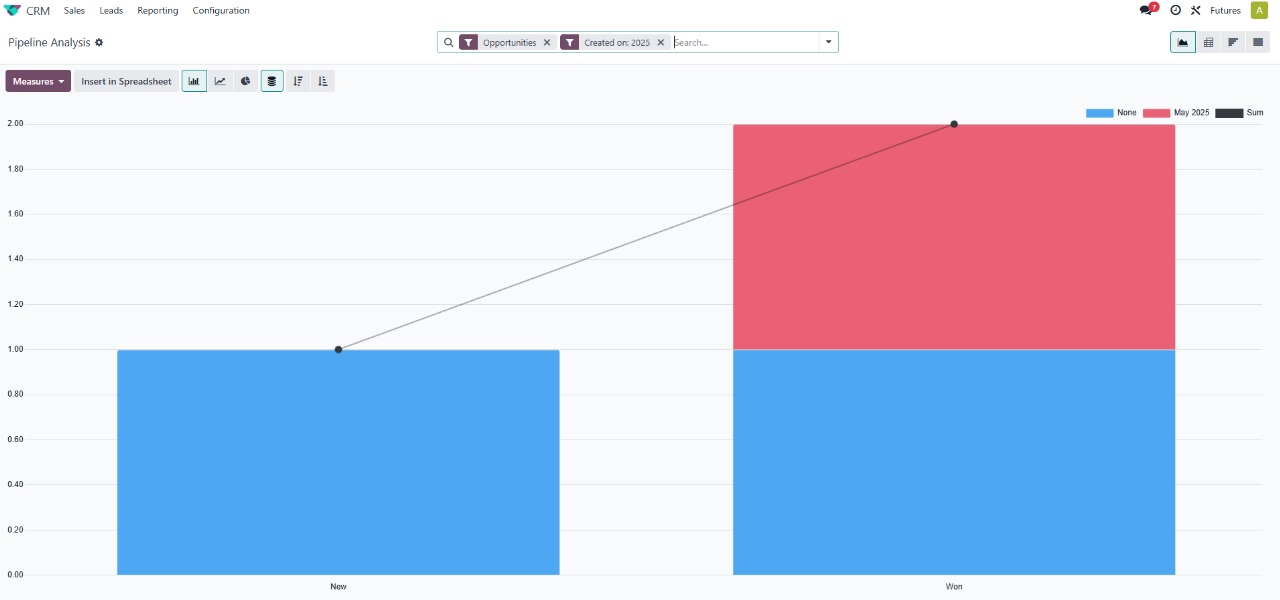 CRM Sales Leads Reporting Configuration 7 Futures A
Pipeline Analysis Opportunities Created on: 2025 Search...
Measures Insert in Spreadsheet
None May 2025 Sum
2.00
1.80
1.60
1.40
1.20
1.00
0.80
0.60
0.40
0.20
0.00
New Won